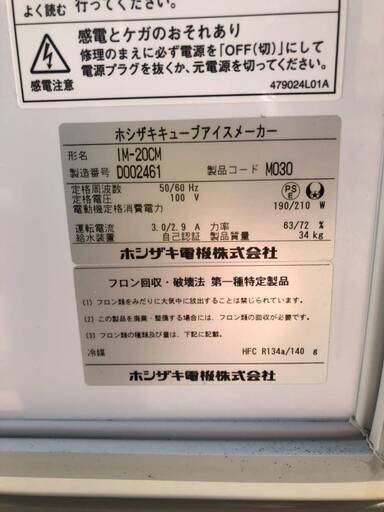 よく読む 行ってください。
感電とケガのおそれあり
修理のまえに必ず電源を「OFF(切)」にして
電源プラグを抜くか、元電源を切ってください。
感電注意
479024L01A
ホシザキキューブアイスメーカー
形名 IM-20CM
製造番号 D002461 製品コード M030
定格周波数 50/60 Hz
定格電圧 100 V
電動機定格消費電力 190/210 W
PS E
運転電流 3.0/2.9 A 力率 63/72 %
給水装置 自己認証 製品質量 34 kg
ホシザキ電機株式会社
フロン回収・破壊法 第一種特定製品
(1) フロン類をみだりに大気中に放出することは禁じられています。
(2) この製品を廃棄・整備する場合には、フロン類の回収が必要です。
(3) フロン類の種類及び量は、下記に記載。
冷媒 HFC R134a/140 g
ホシザキ電機株式会社